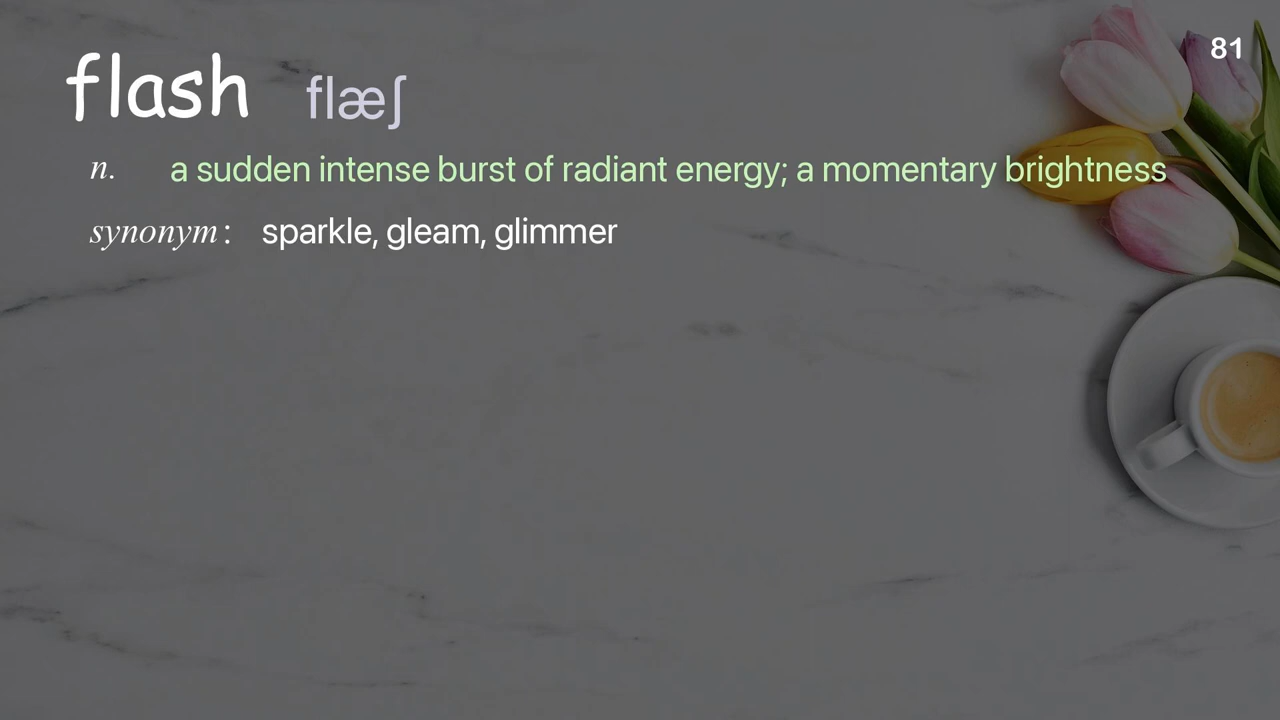 81
flash flæʃ
n. a sudden intense burst of radiant energy; a momentary brightness
synonym : sparkle, gleam, glimmer